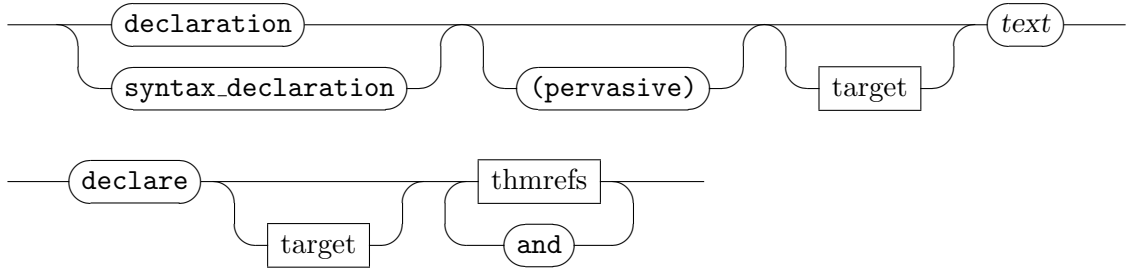 declaration text
syntax_declaration (pervasive) target
declare thmrefs
target and